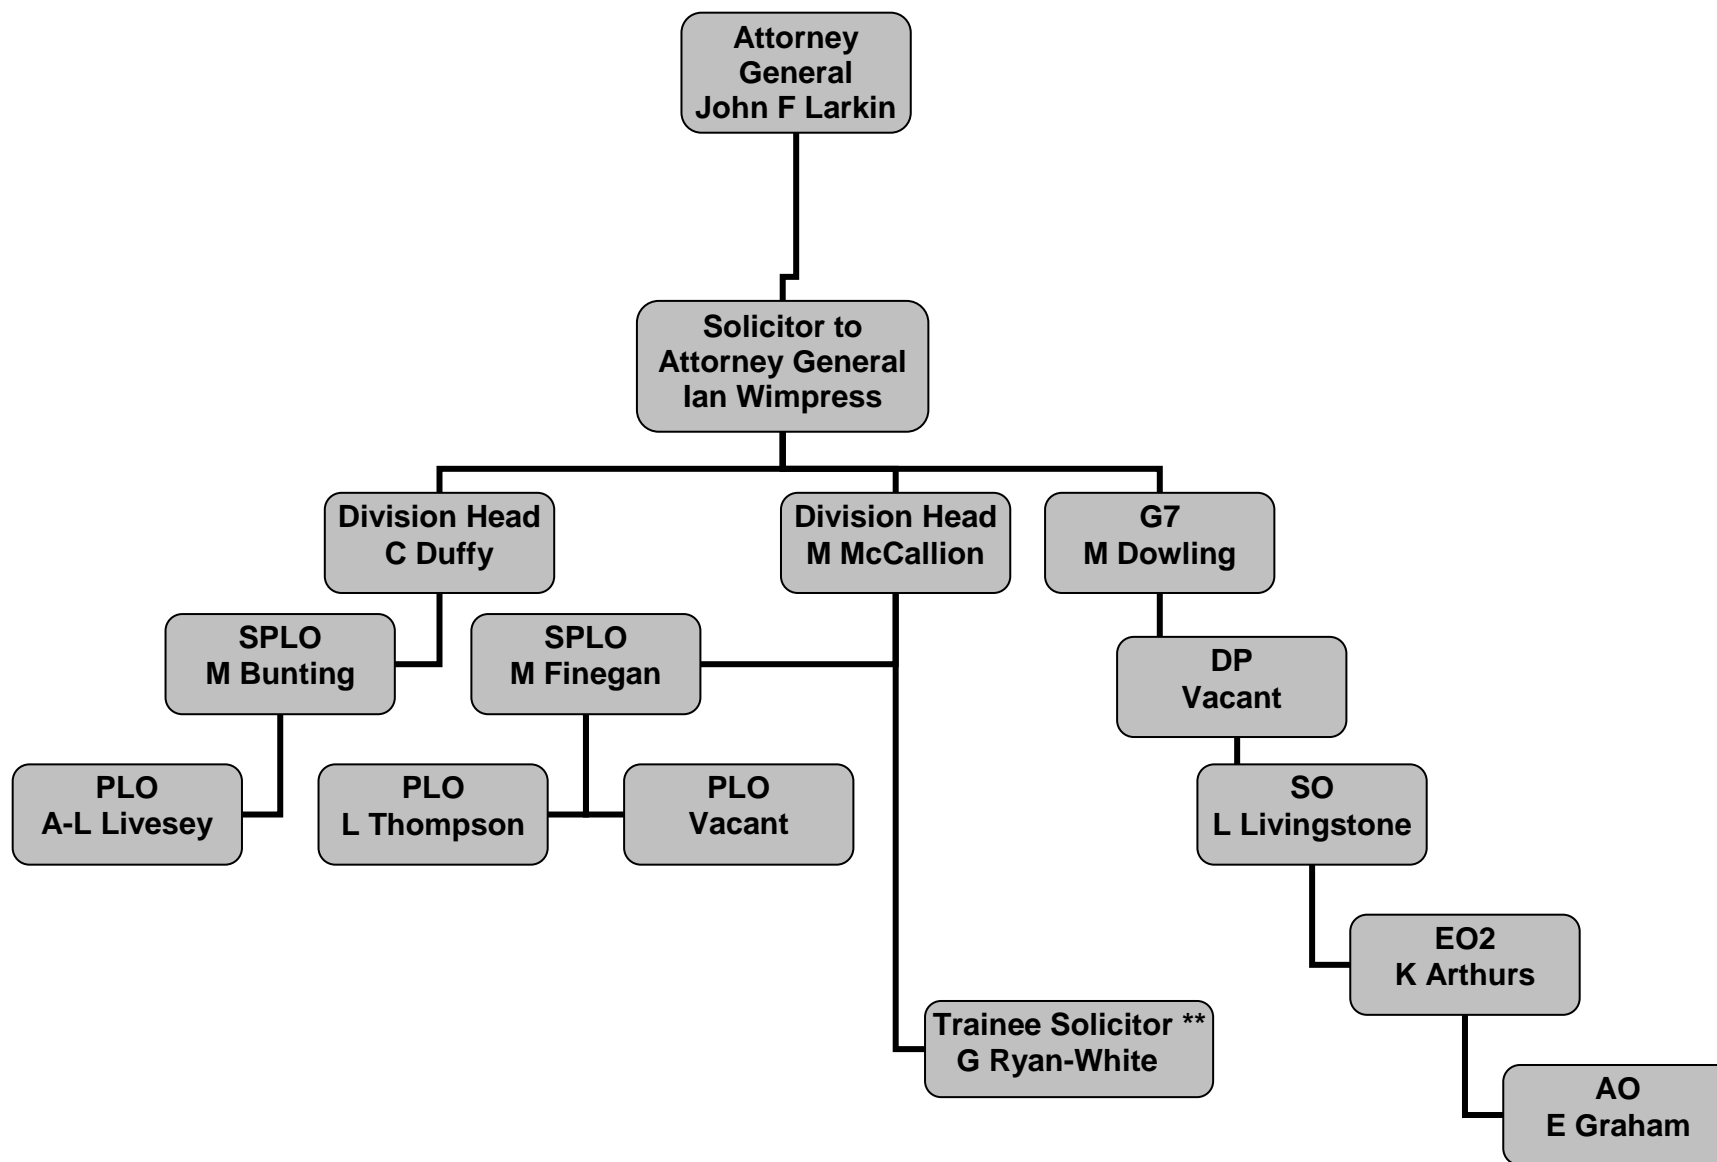 Attorney
General
John F Larkin
Solicitor to
Attorney General
Ian Wimpress
Division Head
C Duffy
Division Head
M McCallion
G7
M Dowling
SPLO
M Bunting
SPLO
M Finegan
DP
Vacant
PLO
A-L Livesey
PLO
L Thompson
PLO
Vacant
SO
L Livingstone
EO2
K Arthurs
Trainee Solicitor **
G Ryan-White
AO
E Graham